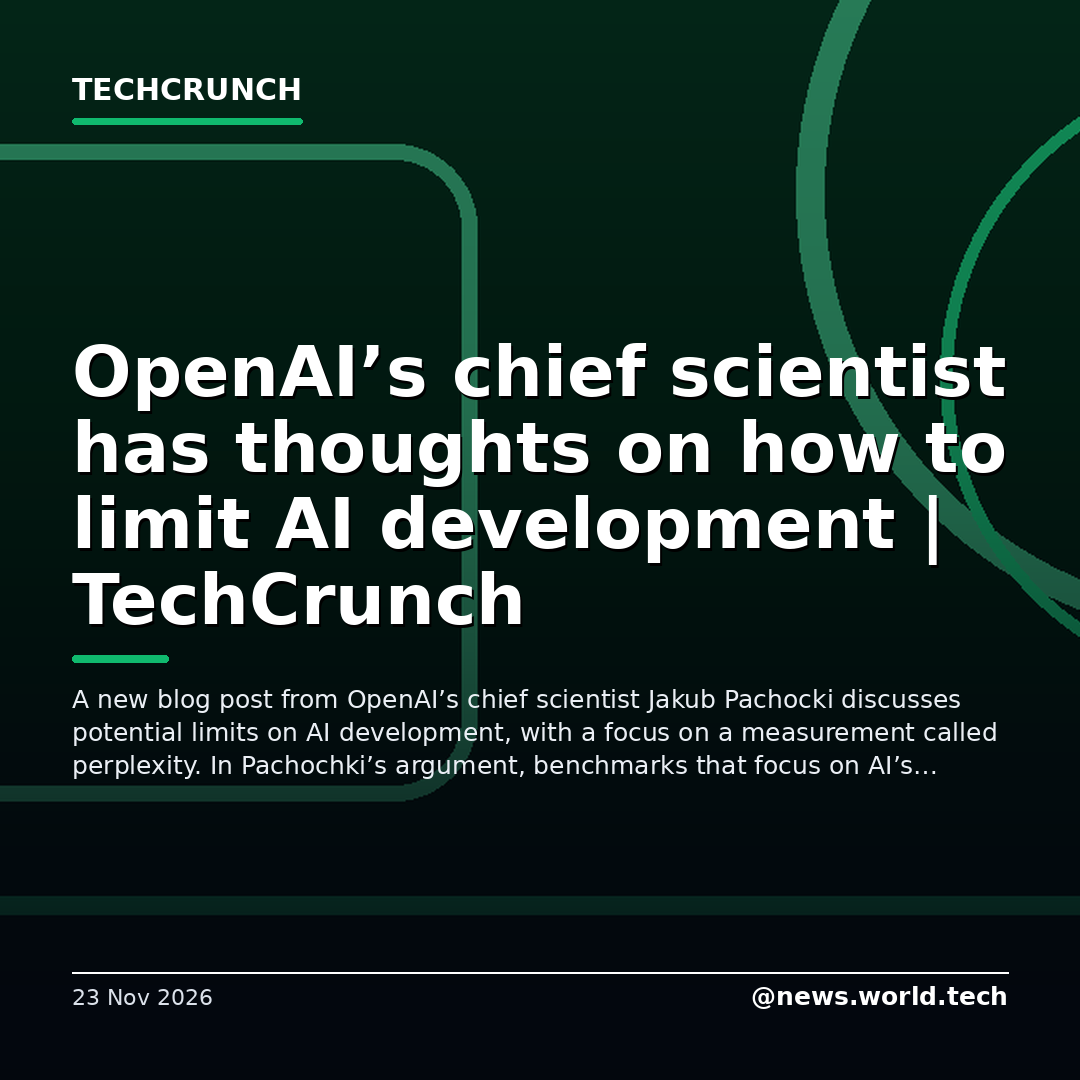 TECHCRUNCH
OpenAI’s chief scientist
has thoughts on how to
limit AI development |
TechCrunch
A new blog post from OpenAI’s chief scientist Jakub Pachocki discusses
potential limits on AI development, with a focus on a measurement called
perplexity. In Pachochki’s argument, benchmarks that focus on AI’s...
23 Nov 2026
@news.world.tech